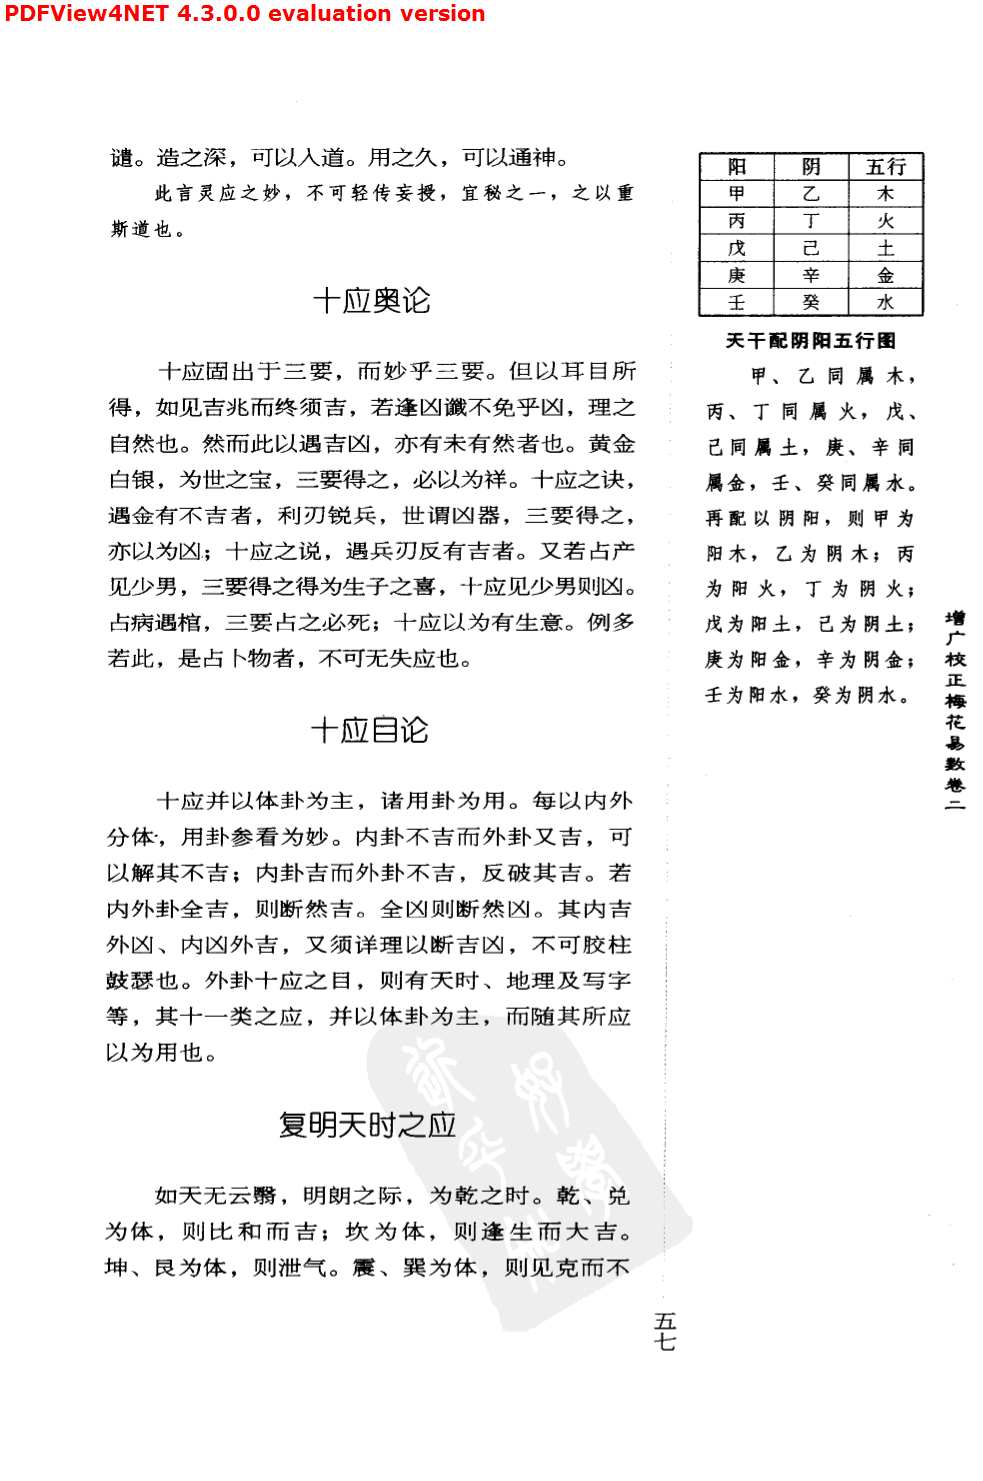 PDFView4NET 4.3.0.0 evaluation version
谴。造之深，可以入道。用之久，可以通神。
此言灵应之妙，不可轻传妄授，宜秘之一，之以重
斯道也。
十应奥论
十应固出于三要，而妙乎三要。但以耳目所
得，如见吉兆而终须吉，若逢凶谶不免乎凶，理之
自然也。然而此以遇吉凶，亦有未有然者也。黄金
白银，为世之宝，三要得之，必以为祥。十应之诀，
遇金有不吉者，利刃锐兵，世谓凶器，三要得之，
亦以为凶；十应之说，遇兵刃反有吉者。又若占产
见少男，三要得之得为生子之喜，十应见少男则凶。
占病遇棺，三要占之必死；十应以为有生意。例多
若此，是占卜物者，不可无失应也。
十应目论
十应并以体卦为主，诸用卦为用。每以内外
分体，用卦参看为妙。内卦不吉而外卦又吉，可
以解其不吉；内卦吉而外卦不吉，反破其吉。若
内外卦全吉，则断然吉。全凶则断然凶。其内吉
外凶、内凶外吉，又须详理以断吉凶，不可胶柱
鼓瑟也。外卦十应之目，则有天时、地理及写字
等，其十一类之应，并以体卦为主，而随其所应
以为用也。
复明天时之应
如天无云翳，明朗之际，为乾之时。乾、兑
为体，则比和而吉；坎为体，则逢生而大吉。
坤、艮为体，则泄气。震、巽为体，则见克而不
阳 阴 五行
甲 乙 木
丙 丁 火
戊 己 土
庚 辛 金
壬 癸 水
天干配阴阳五行图
甲、乙同属木，
丙、丁同属火，戊、
己同属土，庚、辛同
属金，壬、癸同属水。
再配以阴阳，则甲为
阳木，乙为阴木；丙
为阳火，丁为阴火；
戊为阳土，己为阴土；
庚为阳金，辛为阴金；
壬为阳水，癸为阴水。
增广校正梅花易数卷二
五七